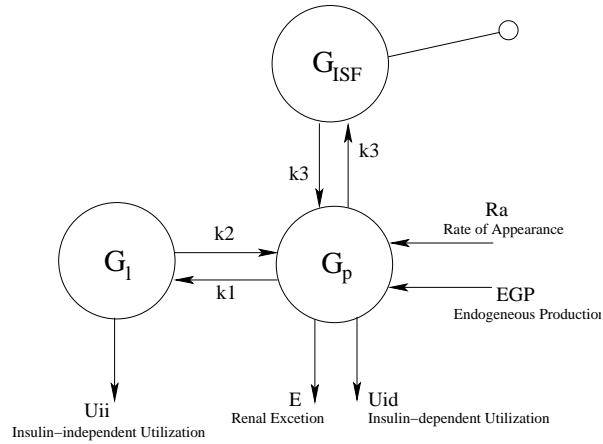 G_ISF
k3
k3
k2
Ra
Rate of Appearance
G_l
G_p
k1
EGP
Endogeneous Production
Uii
E
Uid
Insulin−independent Utilization
Renal Excetion
Insulin−dependent Utilization